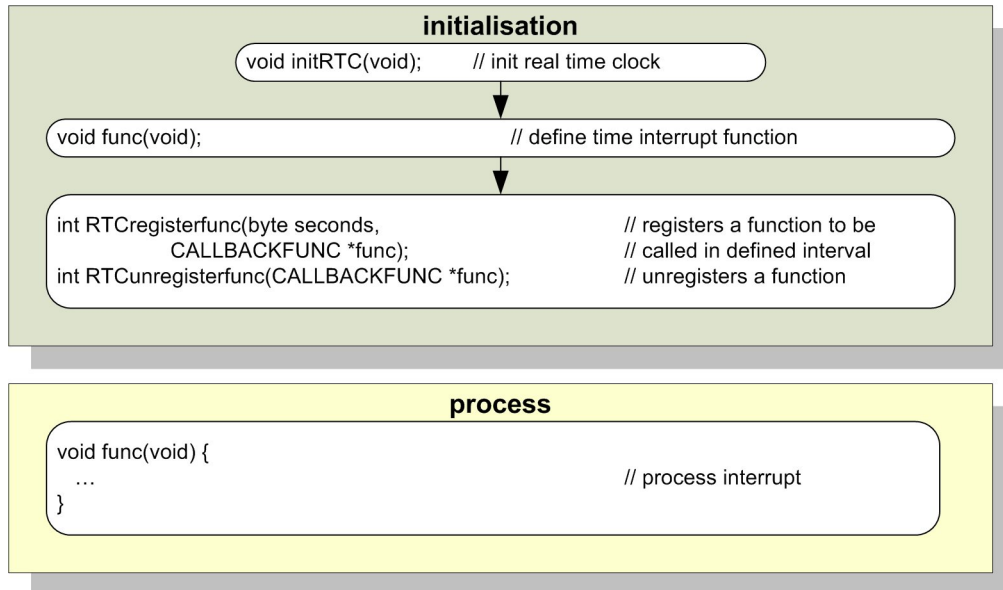 initialisation
void initRTC(void); // init real time clock
void func(void); // define time interrupt function
int RTCregisterfunc(byte seconds, // registers a function to be
CALLBACKFUNC *func); // called in defined interval
int RTCunregisterfunc(CALLBACKFUNC *func); // unregisters a function
process
void func(void) {
… // process interrupt
}